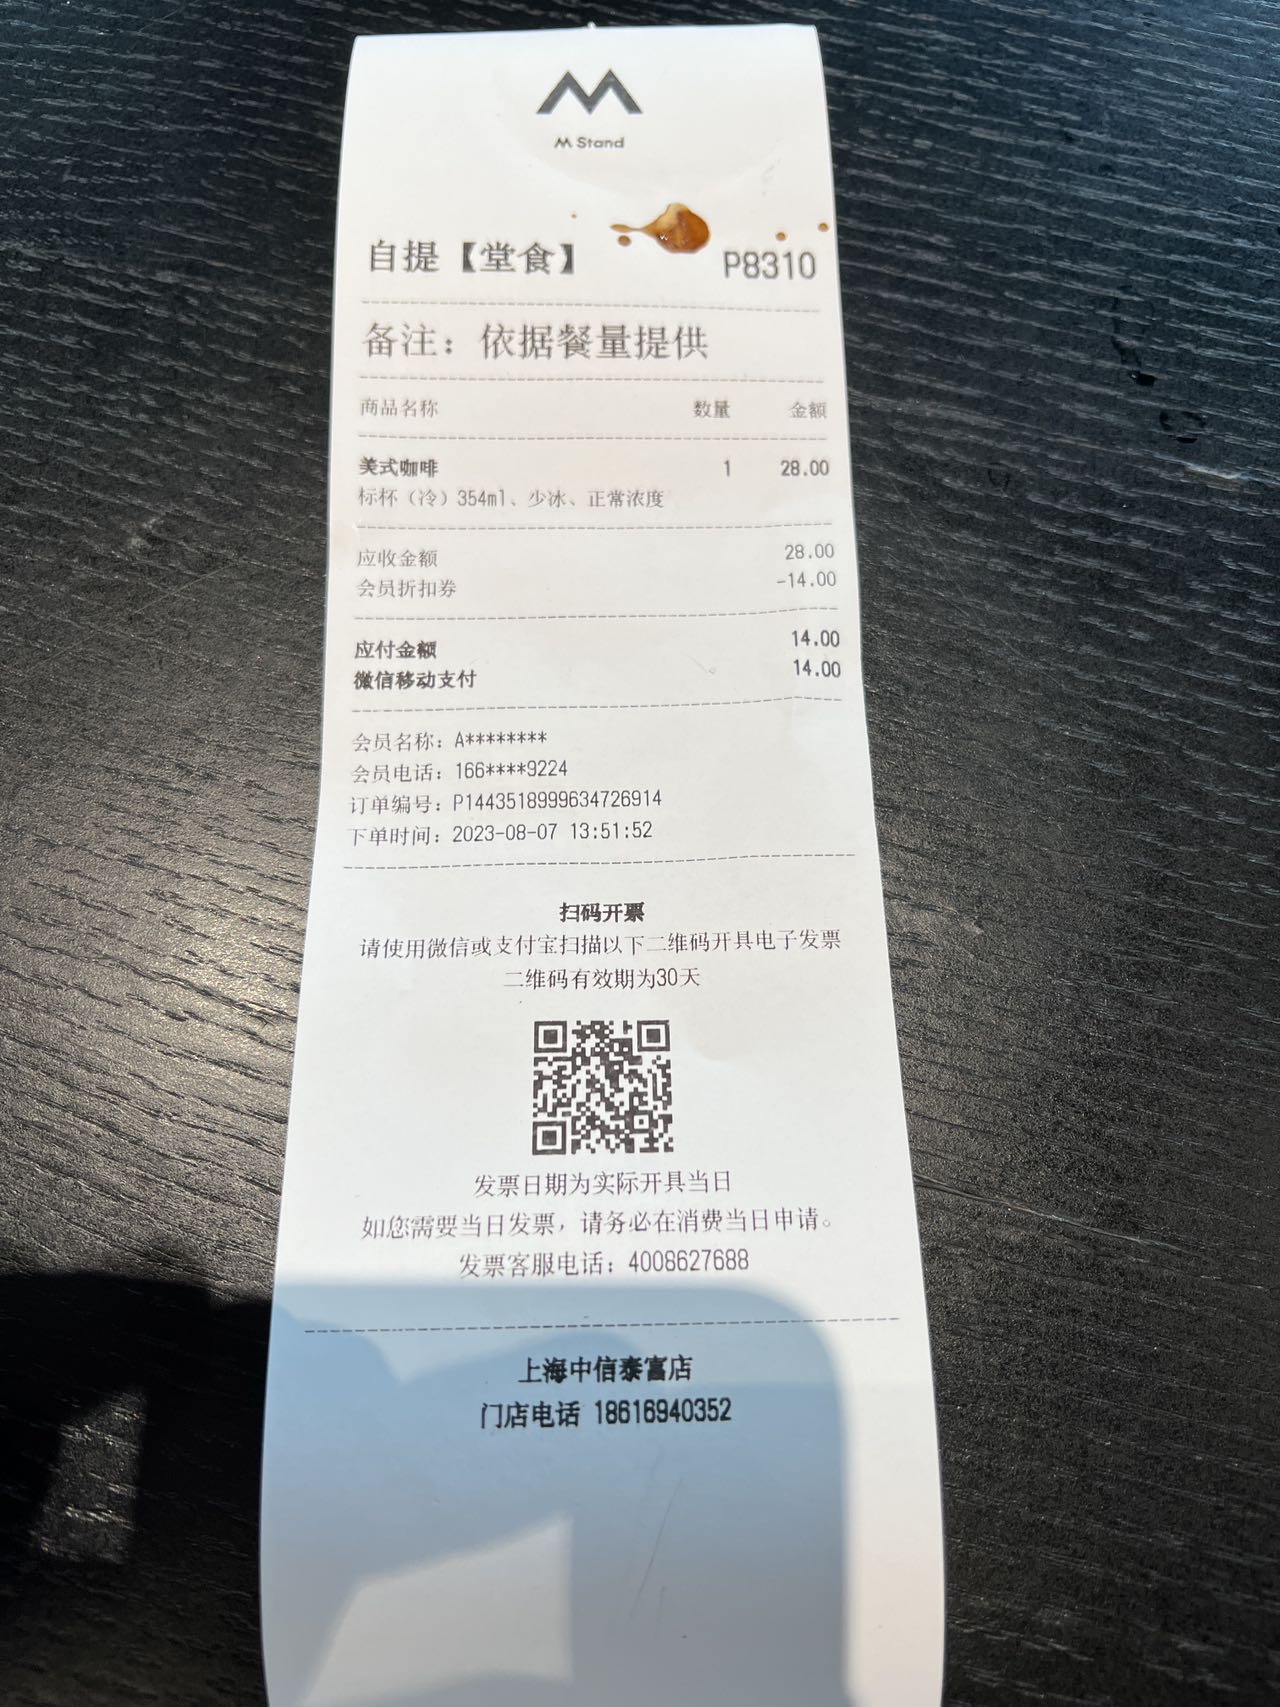 M Stand
自提【堂食】 P8310
备注：依据餐量提供
商品名称 数量 金额
美式咖啡 1 28.00
标杯（冷）354ml、少冰、正常浓度
应收金额 28.00
会员折扣券 -14.00
应付金额 14.00
微信移动支付 14.00
会员名称：A********
会员电话：166****9224
订单编号：P1443518999634726914
下单时间：2023-08-07 13:51:52
扫码开票
请使用微信或支付宝扫描以下二维码开具电子发票
二维码有效期为30天
发票日期为实际开具当日
如您需要当日发票，请务必在消费当日申请。
发票客服电话：4008627688
上海中信泰富店
门店电话 18616940352